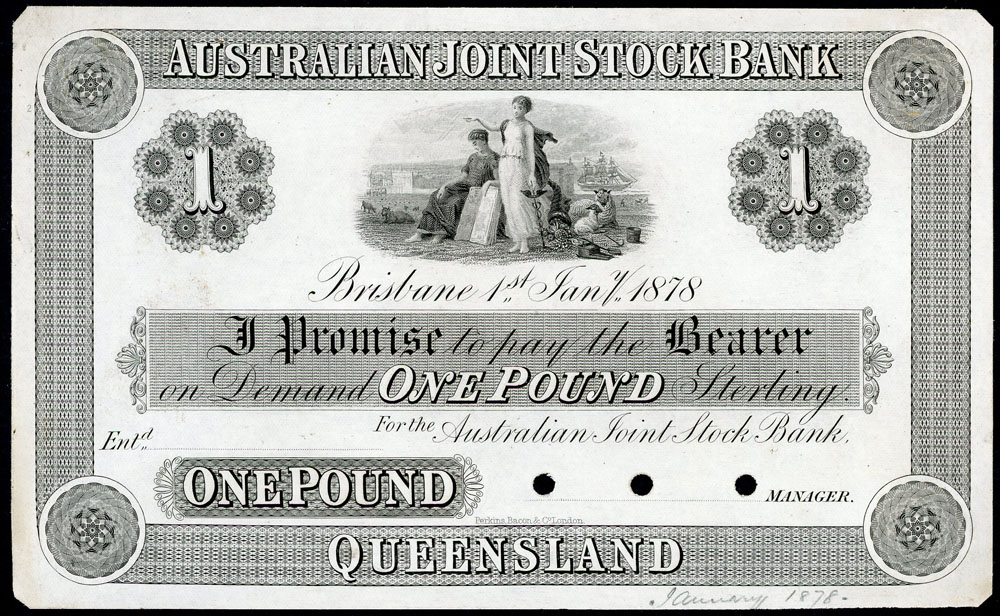 AUSTRALIAN JOINT STOCK BANK
1 1
Brisbane 1st Jany 1878
I Promise to pay the Bearer
on Demand ONE POUND Sterling.
For the Australian Joint Stock Bank,
Entd
ONE POUND
MANAGER.
Perkins, Bacon & Co. London.
QUEENSLAND
January 1878-